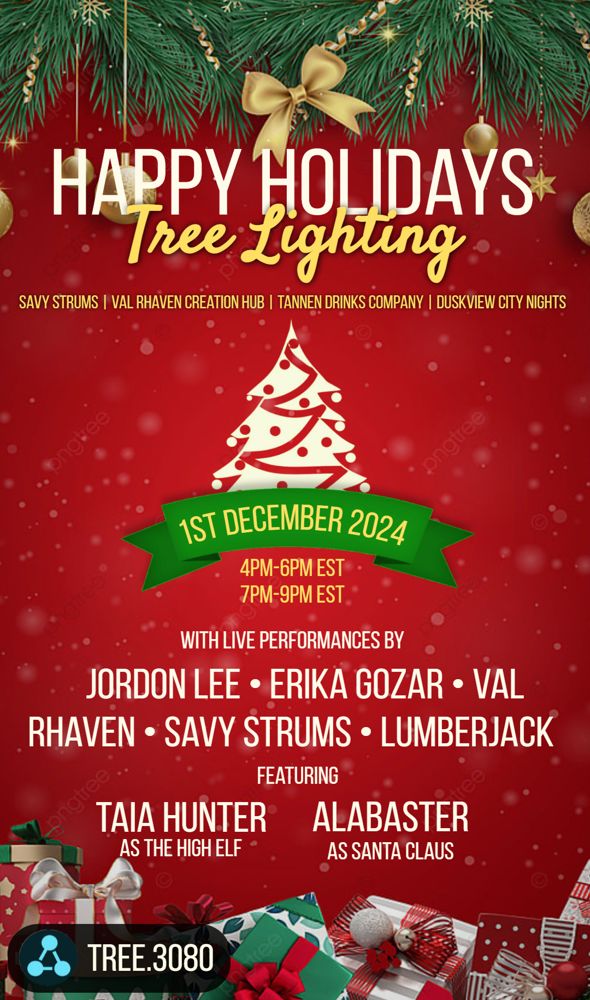 HAPPY HOLIDAYS
Tree Lighting
SAVY STRUMS | VAL RHAVEN CREATION HUB | TANNEN DRINKS COMPANY | DUSKVIEW CITY NIGHTS
1ST DECEMBER 2024
4PM-6PM EST
7PM-9PM EST
WITH LIVE PERFORMANCES BY
JORDON LEE • ERIKA GOZAR • VAL
RHAVEN • SAVY STRUMS • LUMBERJACK
FEATURING
TAIA HUNTER ALABASTER
AS THE HIGH ELF AS SANTA CLAUS
TREE.3080